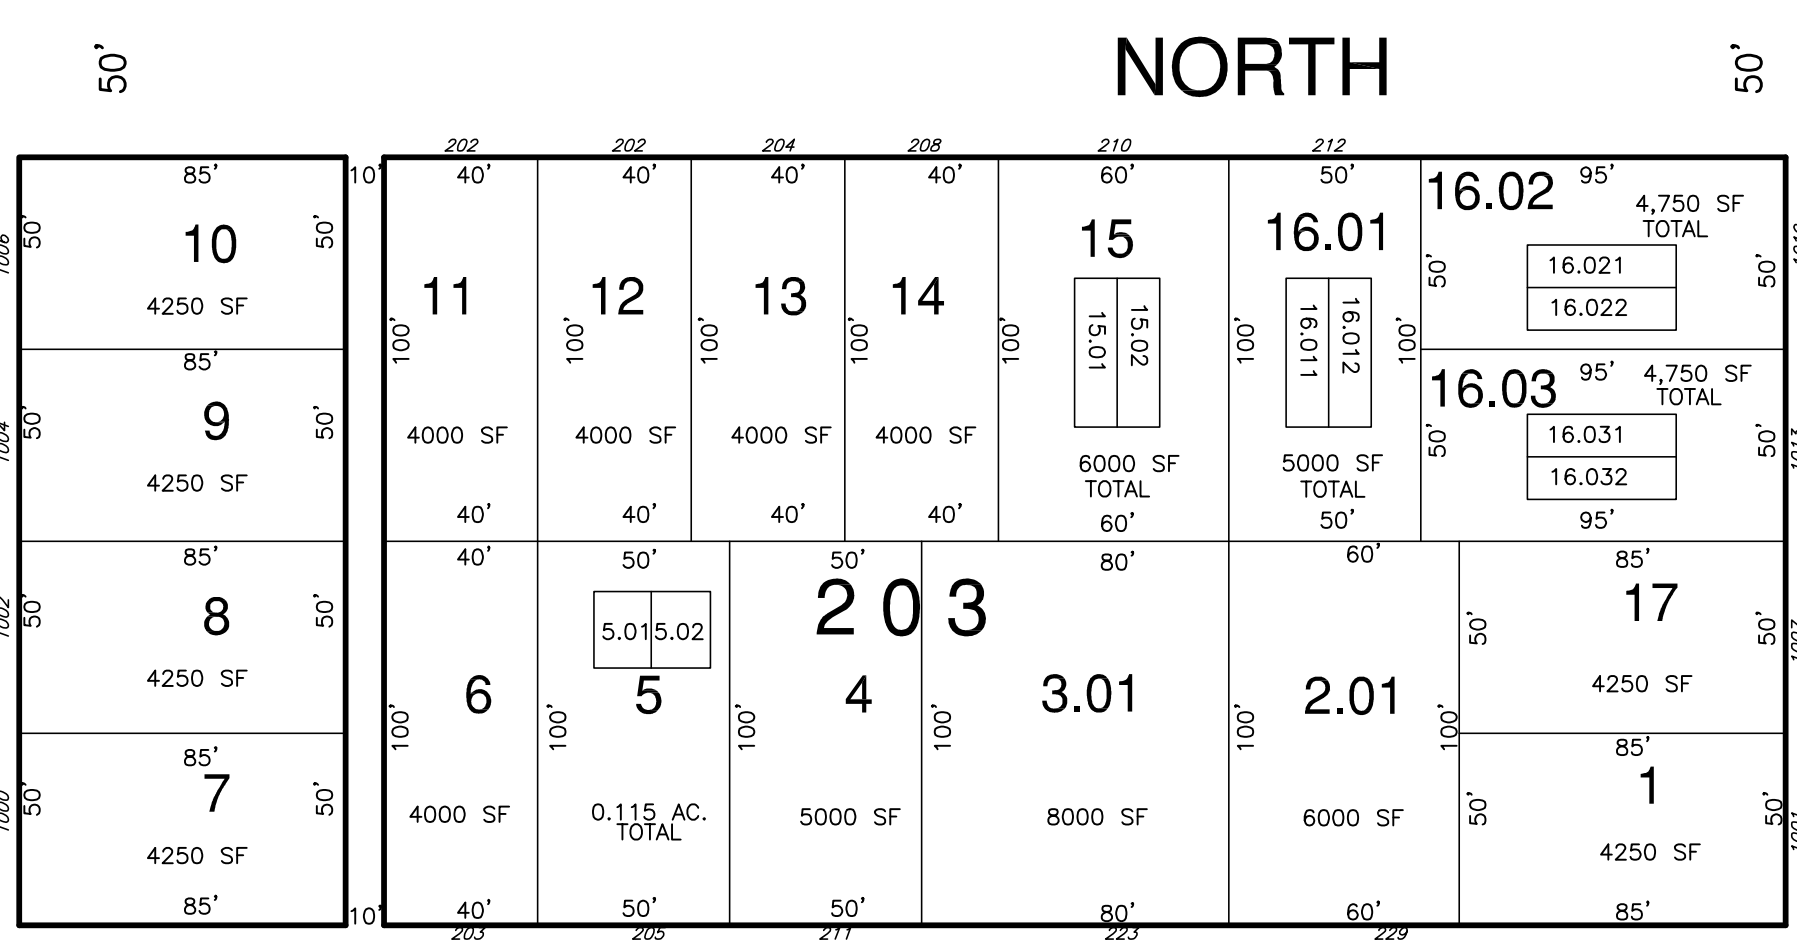 50' NORTH 50'
202 202 204 208 210 212
85' 10' 40' 40' 40' 40' 60' 50' 16.02 95'
4,750 SF
TOTAL
50' 10 50'
4250 SF
11 12 13 14 15 16.01
15.01 15.02
16.011 16.012
50' 16.021 50'
16.022
100' 100' 100' 100' 100' 100' 100'
85'
50' 9 50'
4250 SF
1004
16.03 95' 4,750 SF
TOTAL
50' 16.031 50'
16.032
95'
4000 SF 4000 SF 4000 SF 4000 SF 6000 SF
TOTAL
5000 SF
TOTAL
40' 40' 40' 40' 60' 50'
85'
50' 8 50'
4250 SF
1002
40' 50' 50' 80' 60' 85'
203
5.01 5.02
6 5 4 3.01 2.01
50' 17 50'
4250 SF
100' 100' 100' 100' 100' 100'
85'
50' 7 50'
4250 SF
1000
85'
85'
50' 1 50'
4250 SF
4000 SF 0.115 AC.
TOTAL
5000 SF 8000 SF 6000 SF
10' 40' 50' 50' 80' 60' 85'
203 205 211 223 229